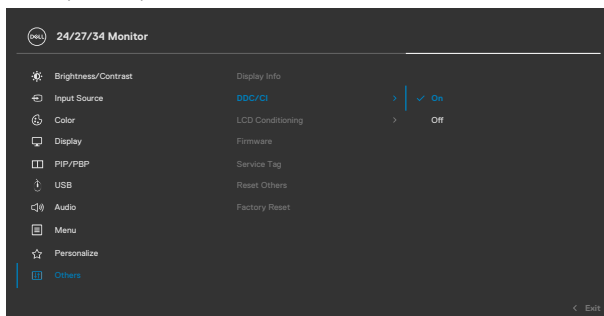 DELL 24/27/34 Monitor
Brightness/Contrast
Input Source
Color
Display
PIP/PBP
USB
Audio
Menu
Personalize
Others
Display Info
DDC/CI
LCD Conditioning
Firmware
Service Tag
Reset Others
Factory Reset
On
Off
Exit